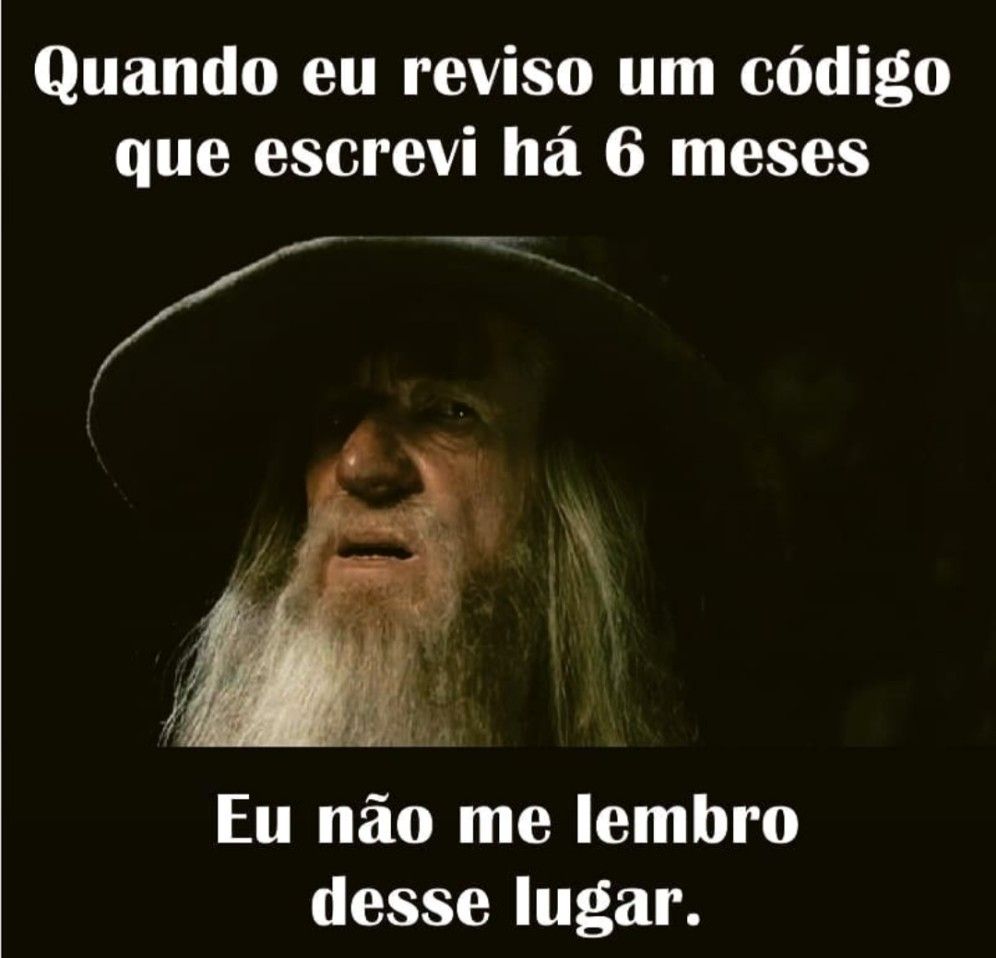 Quando eu reviso um código
que escrevi há 6 meses
Eu não me lembro
desse lugar.